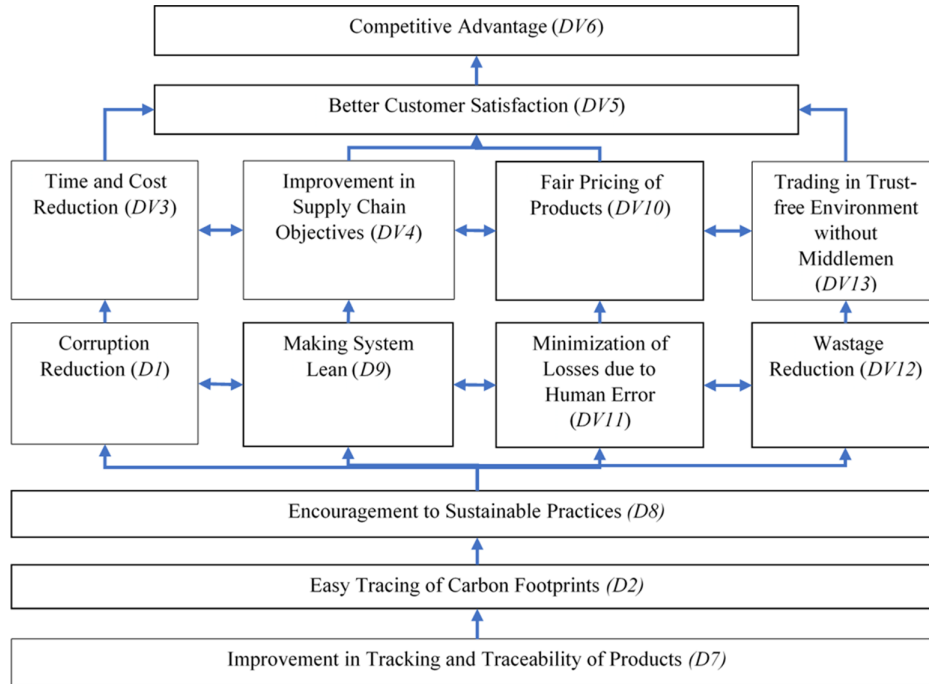 Competitive Advantage (DV6)
Better Customer Satisfaction (DV5)
Time and Cost
Reduction (DV3)
Improvement in
Supply Chain
Objectives (DV4)
Fair Pricing of
Products (DV10)
Trading in Trust-
free Environment
without
Middlemen
(DV13)
Corruption
Reduction (D1)
Making System
Lean (D9)
Minimization of
Losses due to
Human Error
(DV11)
Wastage
Reduction (DV12)
Encouragement to Sustainable Practices (D8)
Easy Tracing of Carbon Footprints (D2)
Improvement in Tracking and Traceability of Products (D7)